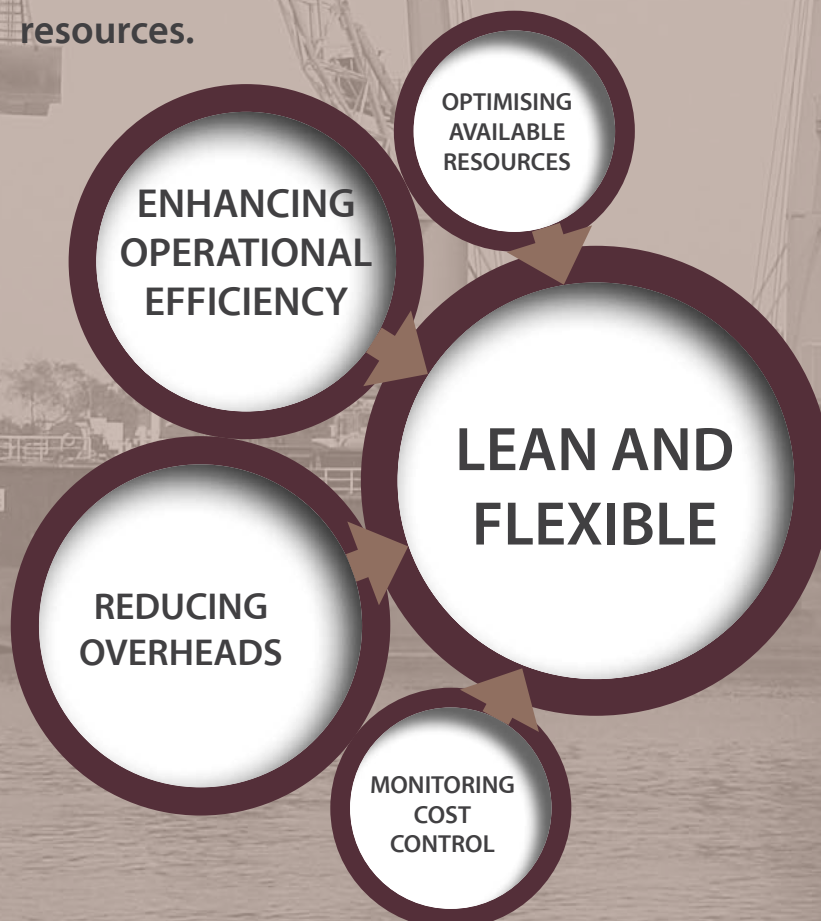 resources.
OPTIMISING
AVAILABLE
RESOURCES
ENHANCING
OPERATIONAL
EFFICIENCY
LEAN AND
FLEXIBLE
REDUCING
OVERHEADS
MONITORING
COST
CONTROL